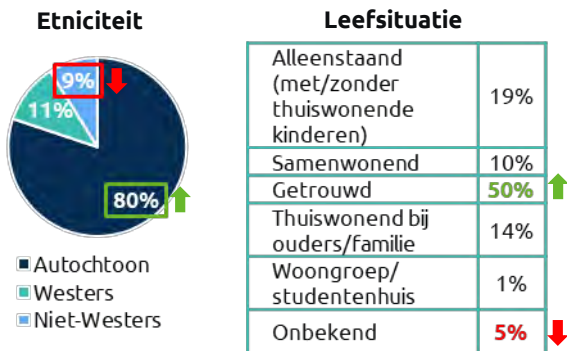 Etniciteit
9%
11%
80%
Autochtoon
Westers
Niet-Westers
Leefsituatie
Alleenstaand
(met/zonder
thuiswonende
kinderen)
19%
Samenwonend 10%
Getrouwd 50%
Thuiswonend bij
ouders/familie
14%
Woongroep/
studentenhuis
1%
Onbekend 5%